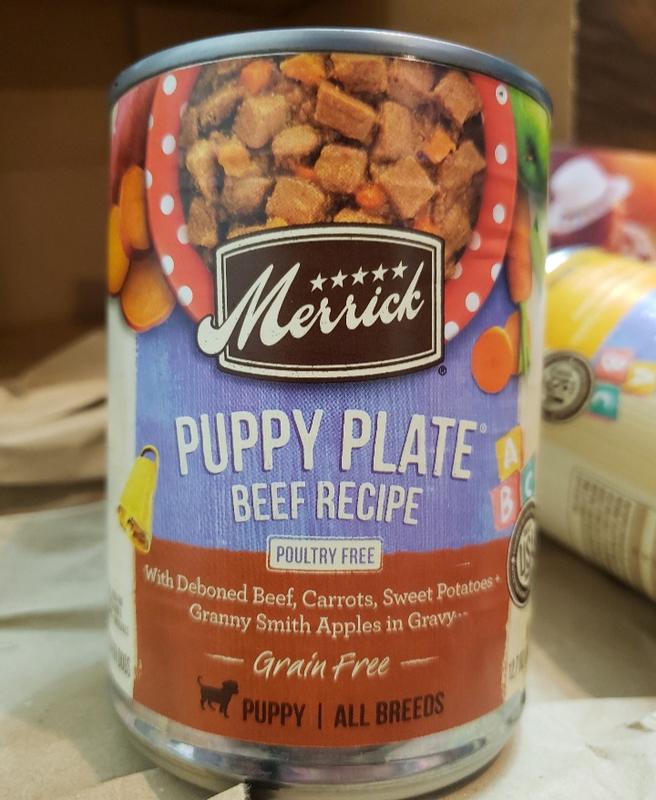 Merrick®
PUPPY PLATE®
BEEF RECIPE
POULTRY FREE
With Deboned Beef, Carrots, Sweet Potatoes +
Granny Smith Apples in Gravy...
Grain Free
PUPPY | ALL BREEDS
A
B C